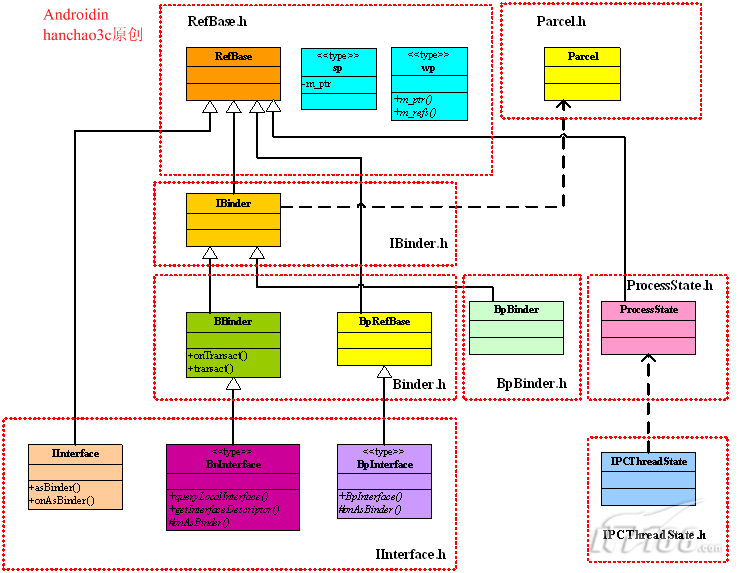 Androidin
hanchao3c原创
RefBase.h
RefBase
<<type>>
sp
-m_ptr
<<type>>
wp
+m_ptr()
+m_refs()
Parcel.h
Parcel
IBinder
IBinder.h
BBinder
+onTransact()
+transact()
BpRefBase
Binder.h
BpBinder
BpBinder.h
ProcessState.h
ProcessState
IInterface
+asBinder()
+onAsBinder()
<<type>>
BnInterface
+queryLocalInterface()
+getInterfaceDescriptor()
#onAsBinder()
<<type>>
BpInterface
+BpInterface()
#onAsBinder()
IInterface.h
IPCThreadState
IPCThreadState.h